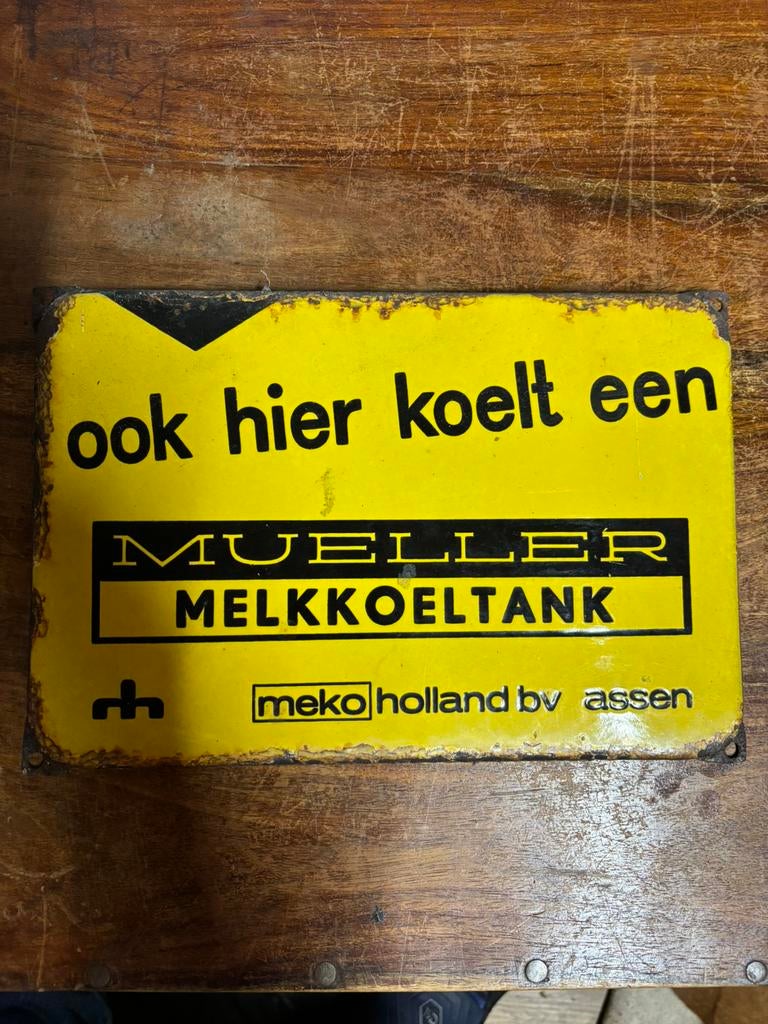 ook hier koelt een
MUELLER
MELKKOELTANK
meko holland bv assen